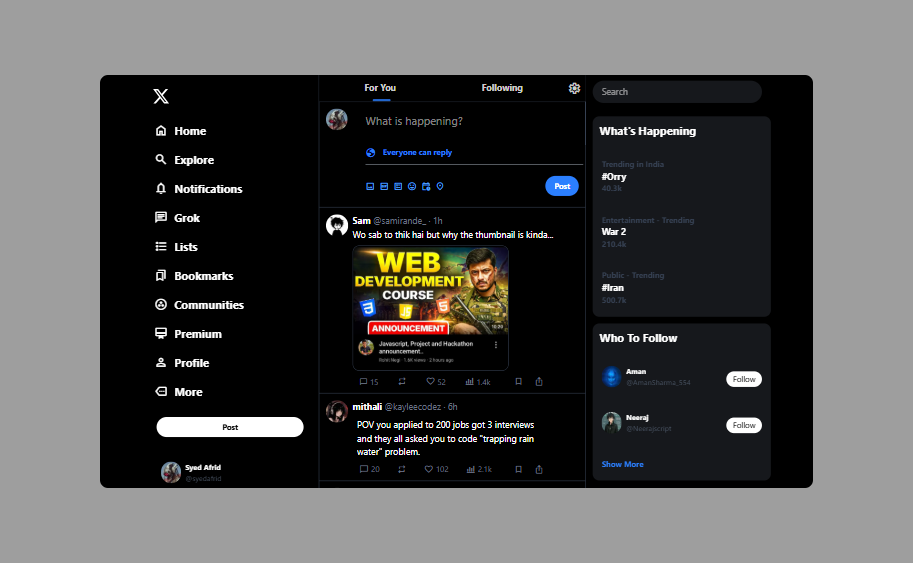 Home
Explore
Notifications
Grok
Lists
Bookmarks
Communities
Premium
Profile
More
Post
Syed Afrid
@syedafrid
For You
Following
What is happening?
Everyone can reply
Post
Sam @samirande_ · 1h
Wo sab to thik hai but why the thumbnail is kinda...
WEB
DEVELOPMENT
COURSE
JS
ANNOUNCEMENT
10:26
Javascript, Project and Hackathon
announcement..
Rohit Negi · 1.6K views · 2 hours ago
15
52
1.4k
mithali @kayleecodez · 6h
POV you applied to 200 jobs got 3 interviews
and they all asked you to code "trapping rain
water" problem.
20
102
2.1k
Search
What's Happening
Trending in India
#Orry
40.3k
Entertainment · Trending
War 2
210.4k
Public · Trending
#Iran
500.7k
Who To Follow
Aman
@AmanSharma_554
Follow
Neeraj
@Neerajscript
Follow
Show More